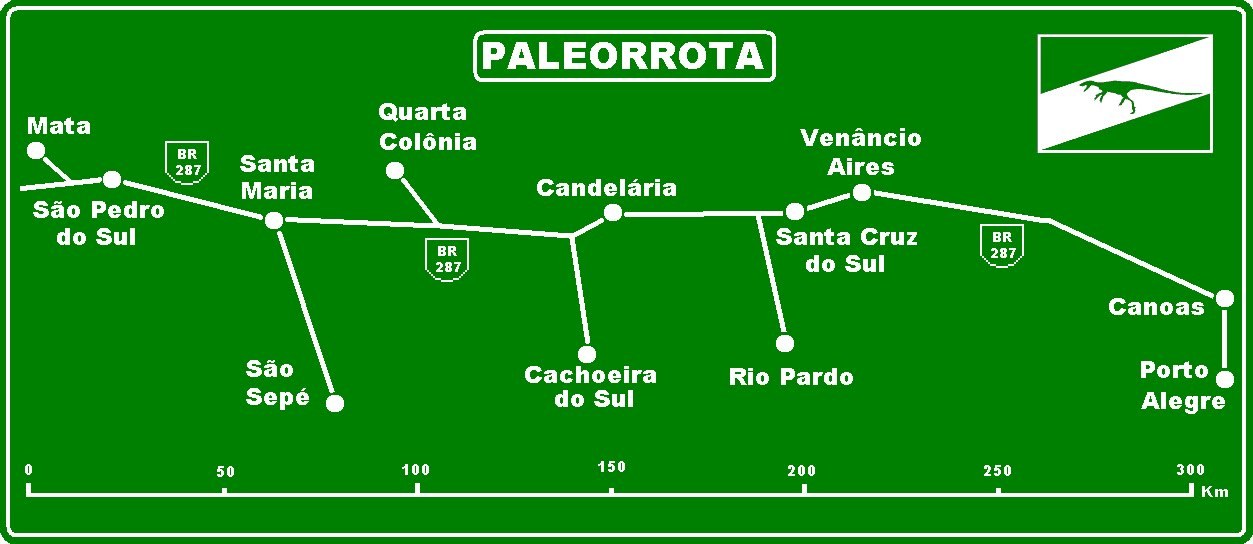 PALEORROTA
Mata
BR
287
Santa
Maria
Quarta
Colônia
Candelária
Venâncio
Aires
São Pedro
do Sul
BR
287
Santa Cruz
do Sul
BR
287
Canoas
São
Sepé
Cachoeira
do Sul
Rio Pardo
Porto
Alegre
0 50 100 150 200 250 300
Km